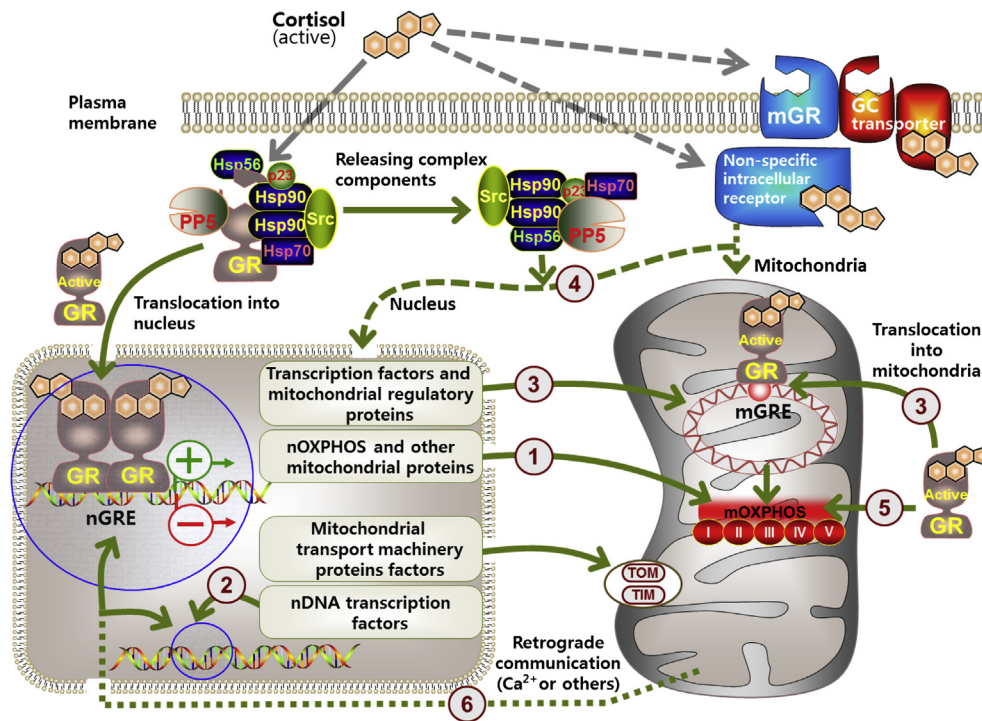 Cortisol
(active)
Plasma
membrane
mGR
GC
transporter
Hsp56
p23
Hsp90
Hsp90
Src
PP5
Hsp70
GR
Releasing complex
components
Src
Hsp90
p23
Hsp70
Hsp90
Hsp56
PP5
Non-specific
intracellular
receptor
Active
GR
Translocation into
nucleus
4
Nucleus
Mitochondria
Transcription factors and
mitochondrial regulatory
proteins
3
nOXPHOS and other
mitochondrial proteins
1
Mitochondrial
transport machinery
proteins factors
nDNA transcription
factors
2
GR
GR
nGRE
+
−
Active
GR
mGRE
Translocation
into
mitochondria
3
Active
GR
5
mOXPHOS
I II III IV V
TOM
TIM
Retrograde
communication
(Ca2+ or others)
6